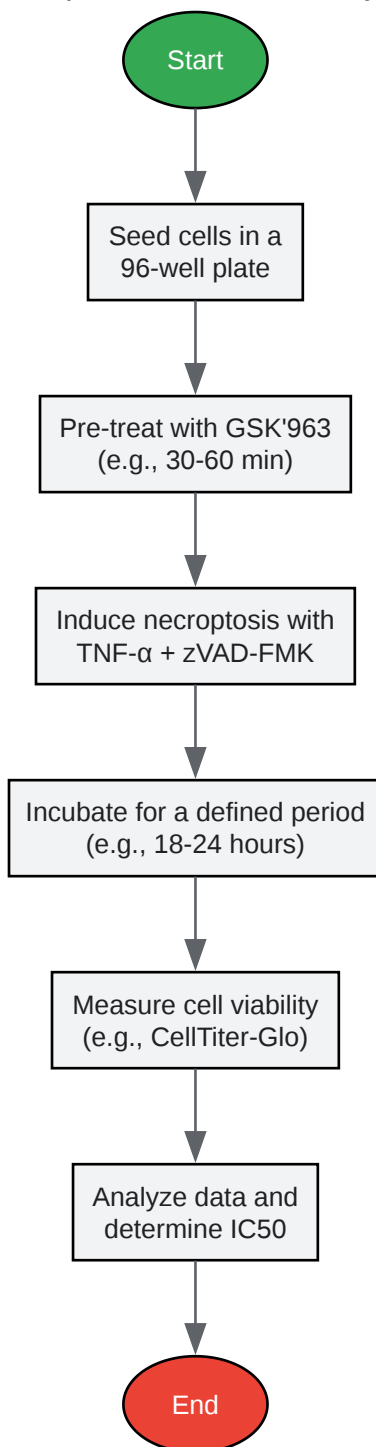 Start
Seed cells in a
96-well plate
Pre-treat with GSK'963
(e.g., 30-60 min)
Induce necroptosis with
TNF-α + zVAD-FMK
Incubate for a defined period
(e.g., 18-24 hours)
Measure cell viability
(e.g., CellTiter-Glo)
Analyze data and
determine IC50
End